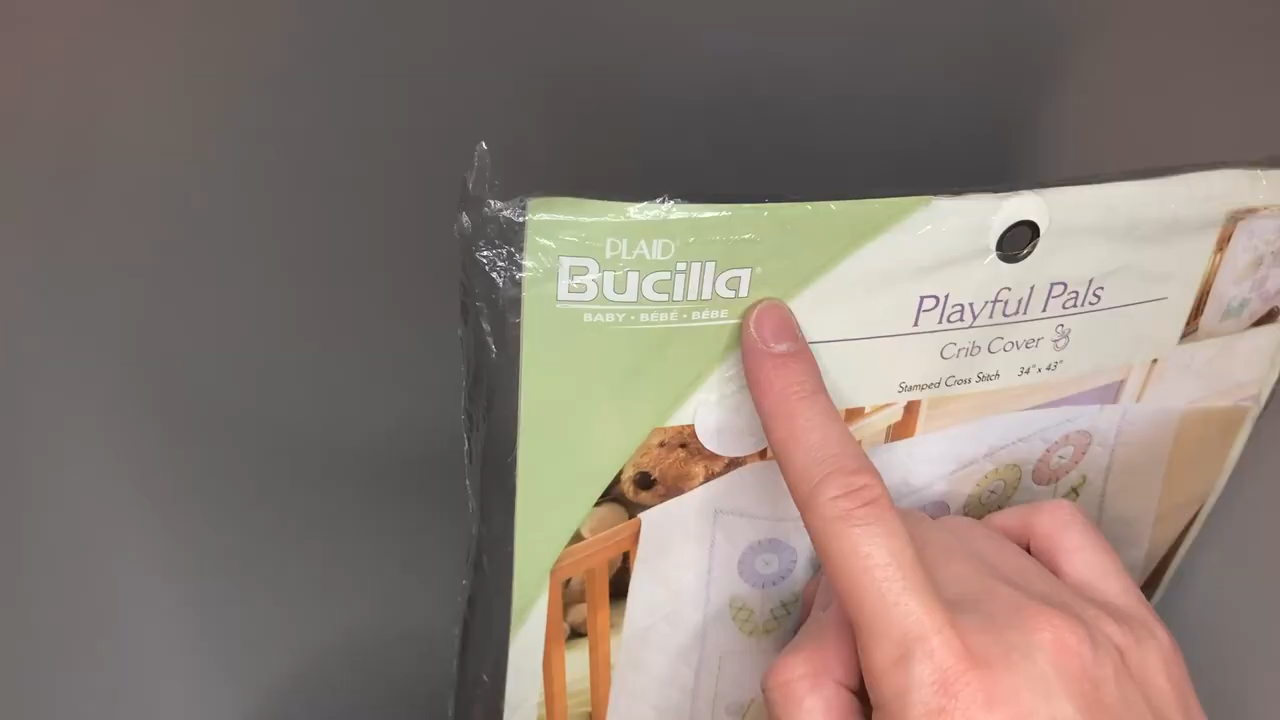 PLAID
Bucilla®
BABY • BÉBÉ • BEBE
Playful Pals
Crib Cover
Stamped Cross Stitch 34" x 43"